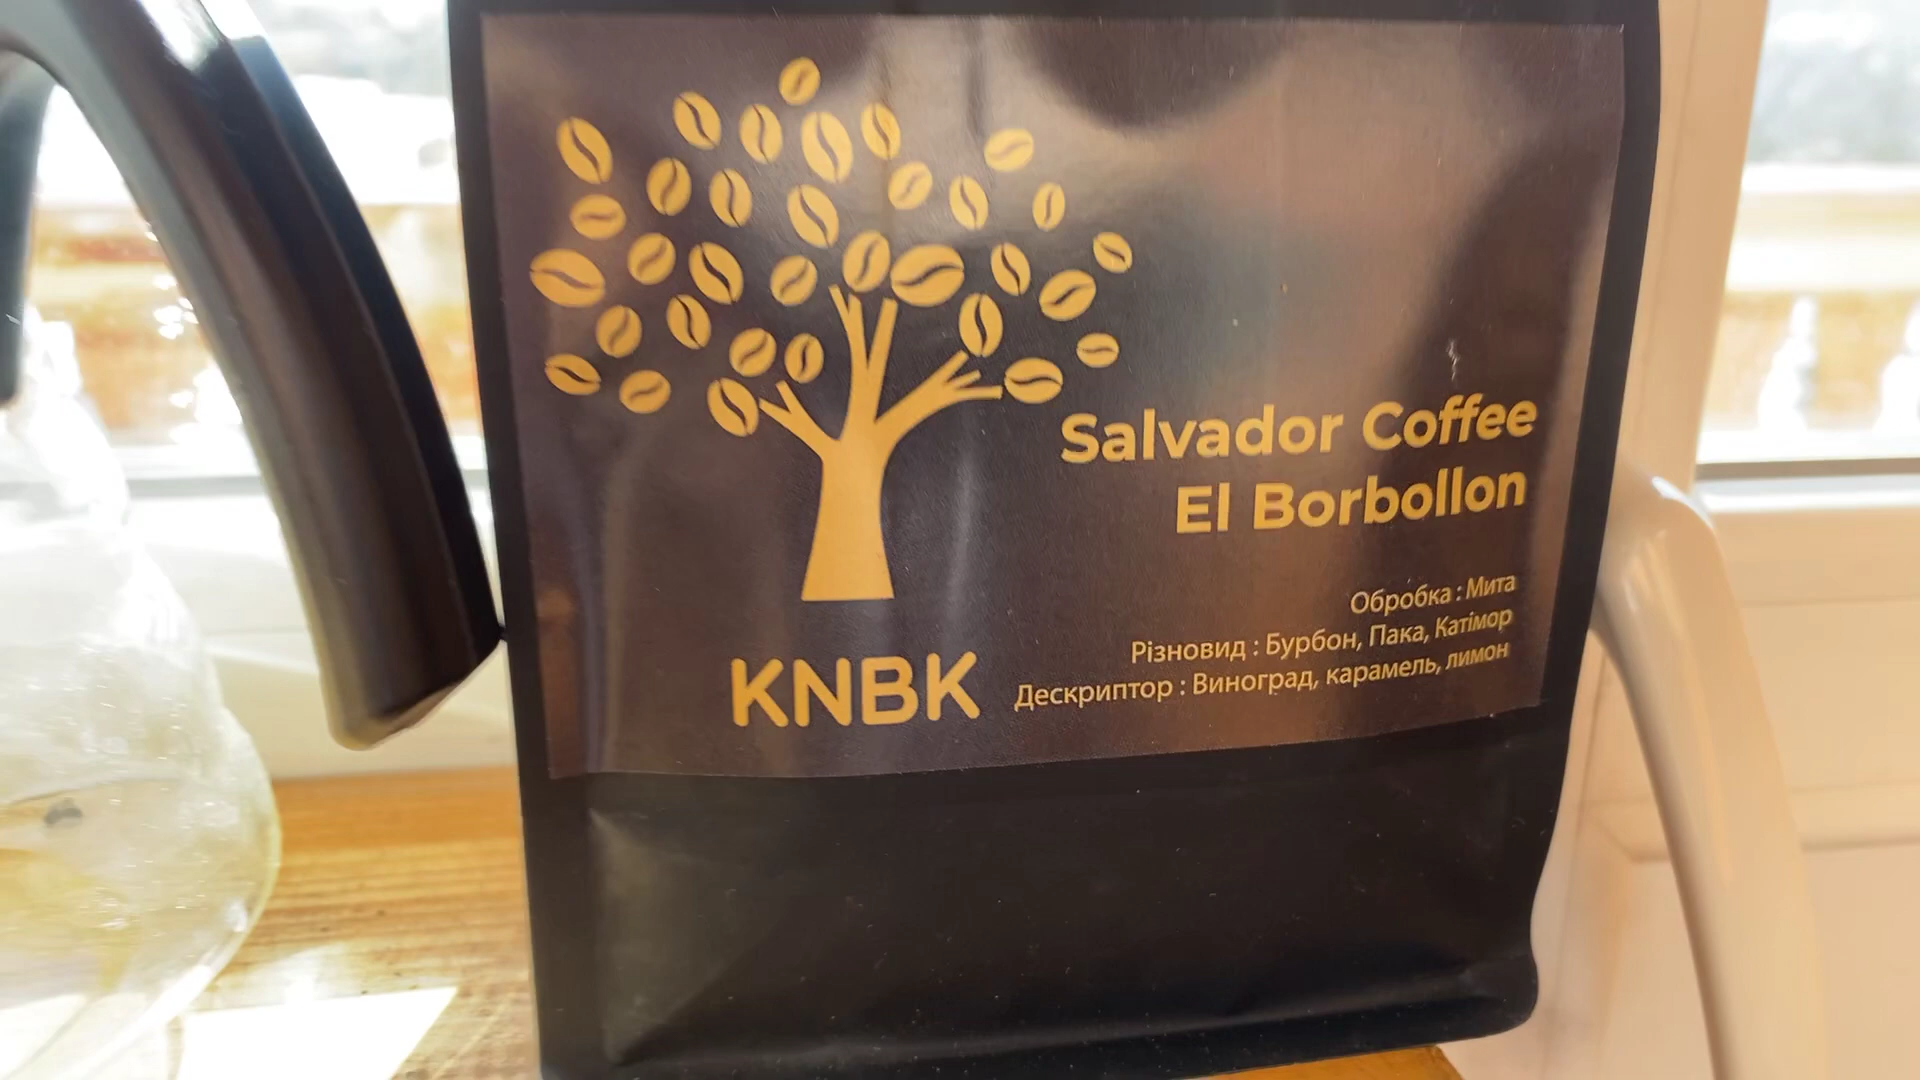 Salvador Coffee
El Borbollon
Обробка : Мита
Різновид : Бурбон, Пака, Катімор
Дескриптор : Виноград, карамель, лимон
KNBK